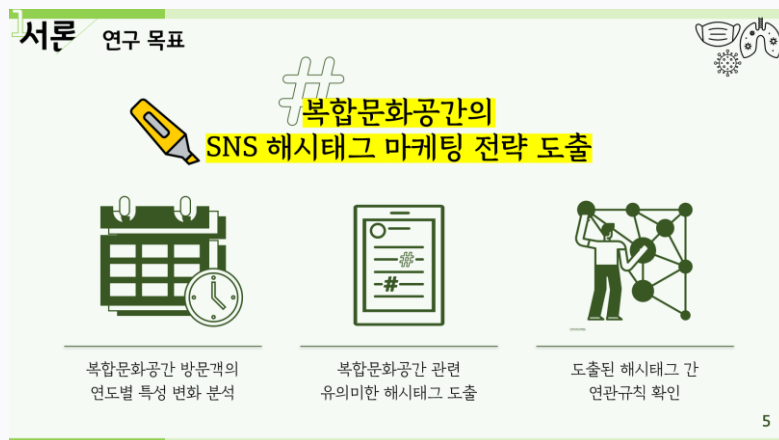 1 서론 연구 목표
#
복합문화공간의
SNS 해시태그 마케팅 전략 도출
#
#
복합문화공간 방문객의
연도별 특성 변화 분석
복합문화공간 관련
유의미한 해시태그 도출
도출된 해시태그 간
연관규칙 확인
5